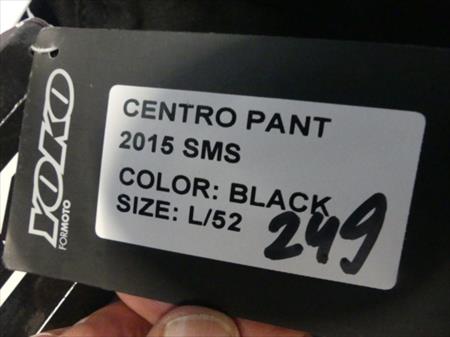 YOKO
FORMOTO
CENTRO PANT
2015 SMS
COLOR: BLACK
SIZE: L/52
249